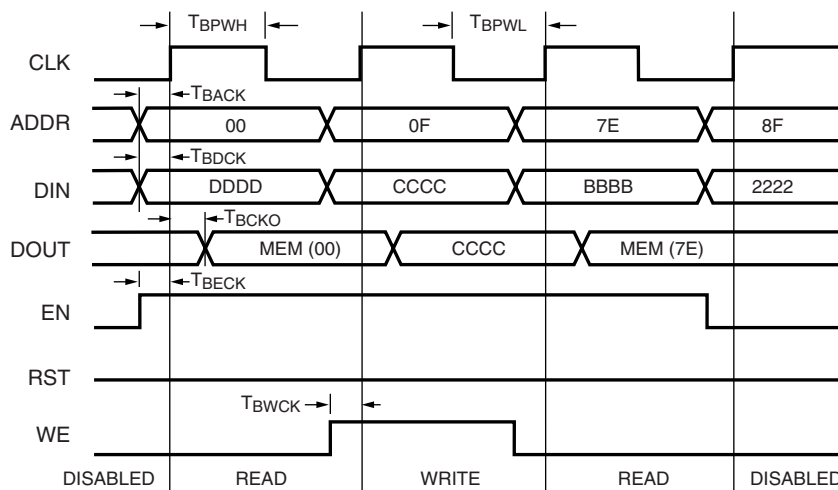 TBPWH TBPWL
CLK
TBACK
ADDR 00 0F 7E 8F
TBDCK
DIN DDDD CCCC BBBB 2222
TBCKO
DOUT MEM (00) CCCC MEM (7E)
TBECK
EN
RST
TBWCK
WE
DISABLED READ WRITE READ DISABLED